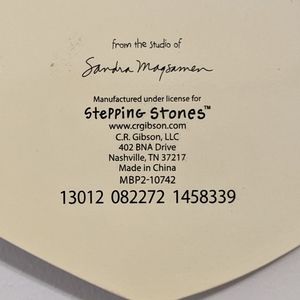 from the studio of
Sandra Magsamen
Manufactured under license for
stepping stones™
www.crgibson.com
C.R. Gibson, LLC
402 BNA Drive
Nashville, TN 37217
Made in China
MBP2-10742
13012 082272 1458339